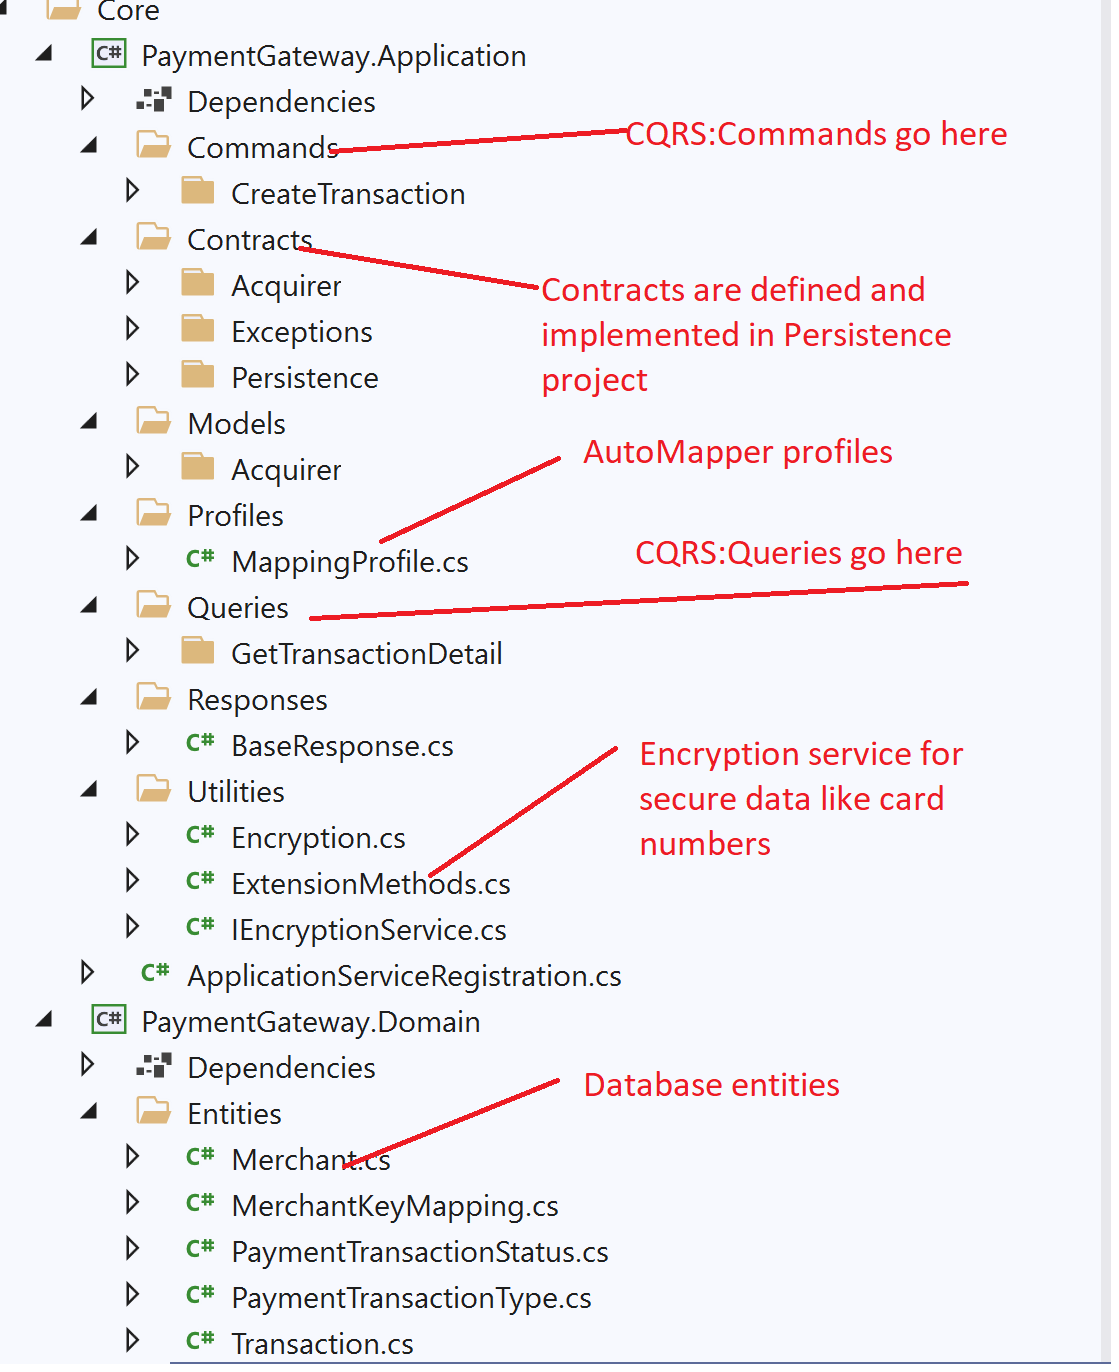 Core
C# PaymentGateway.Application
Dependencies
Commands
CQRS:Commands go here
CreateTransaction
Contracts
Acquirer
Contracts are defined and
implemented in Persistence
project
Exceptions
Persistence
Models
AutoMapper profiles
Acquirer
Profiles
C# MappingProfile.cs
CQRS:Queries go here
Queries
GetTransactionDetail
Responses
C# BaseResponse.cs
Encryption service for
secure data like card
numbers
Utilities
C# Encryption.cs
C# ExtensionMethods.cs
C# IEncryptionService.cs
C# ApplicationServiceRegistration.cs
C# PaymentGateway.Domain
Dependencies
Database entities
Entities
C# Merchant.cs
C# MerchantKeyMapping.cs
C# PaymentTransactionStatus.cs
C# PaymentTransactionType.cs
C# Transaction.cs